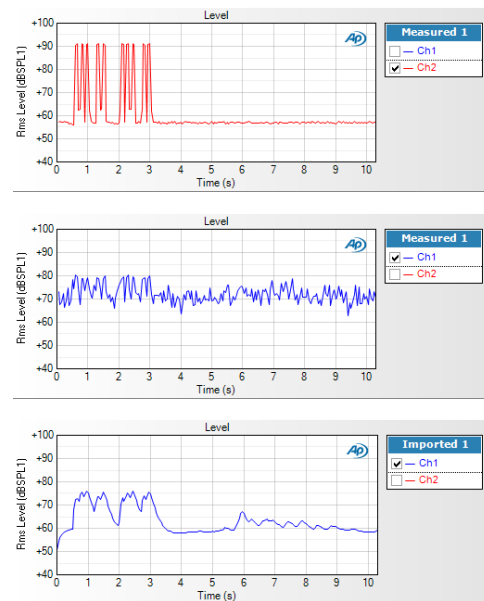 Level
+100
+90
+80
+70
+60
+50
+40
Rms Level (dBSPL1)
0 1 2 3 4 5 6 7 8 9 10
Time (s)
AP
Measured 1
Ch1
Ch2
Level
+100
+90
+80
+70
+60
+50
+40
Rms Level (dBSPL1)
0 1 2 3 4 5 6 7 8 9 10
Time (s)
AP
Measured 1
Ch1
Ch2
Level
+100
+90
+80
+70
+60
+50
+40
Rms Level (dBSPL1)
0 1 2 3 4 5 6 7 8 9 10
Time (s)
AP
Imported 1
Ch1
Ch2